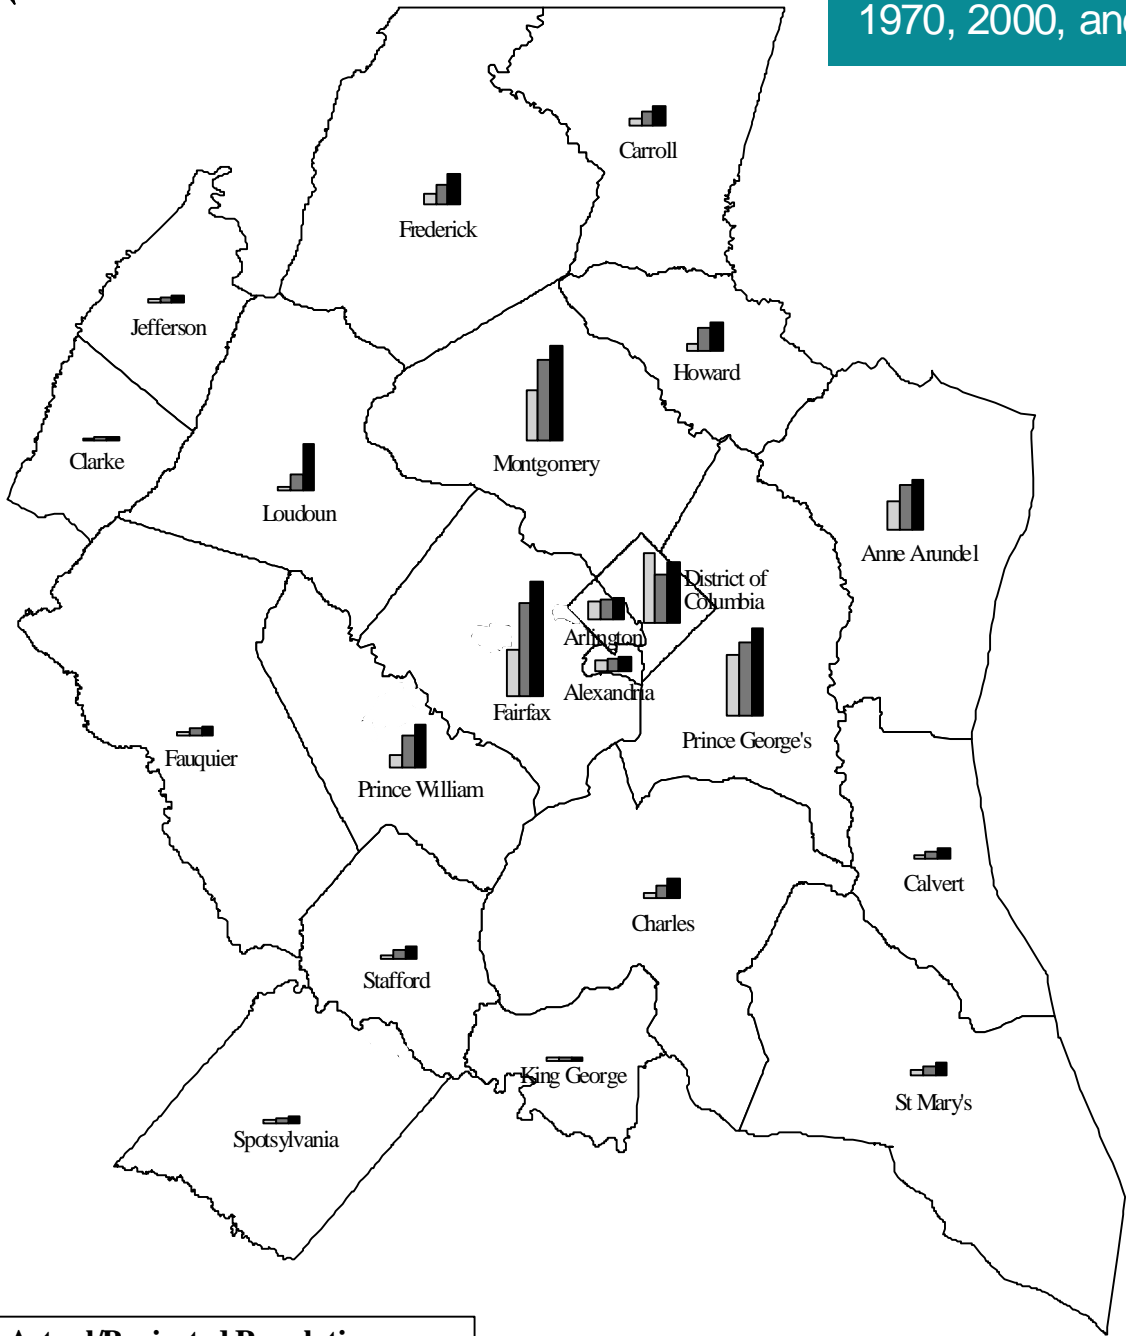 1970, 2000, and
Carroll
Frederick
Jefferson
Howard
Clarke
Montgomery
Loudoun
Anne Arundel
District of
Columbia
Arlington
Alexandria
Fairfax
Prince George's
Fauquier
Prince William
Calvert
Charles
Stafford
King George
St Mary's
Spotsylvania